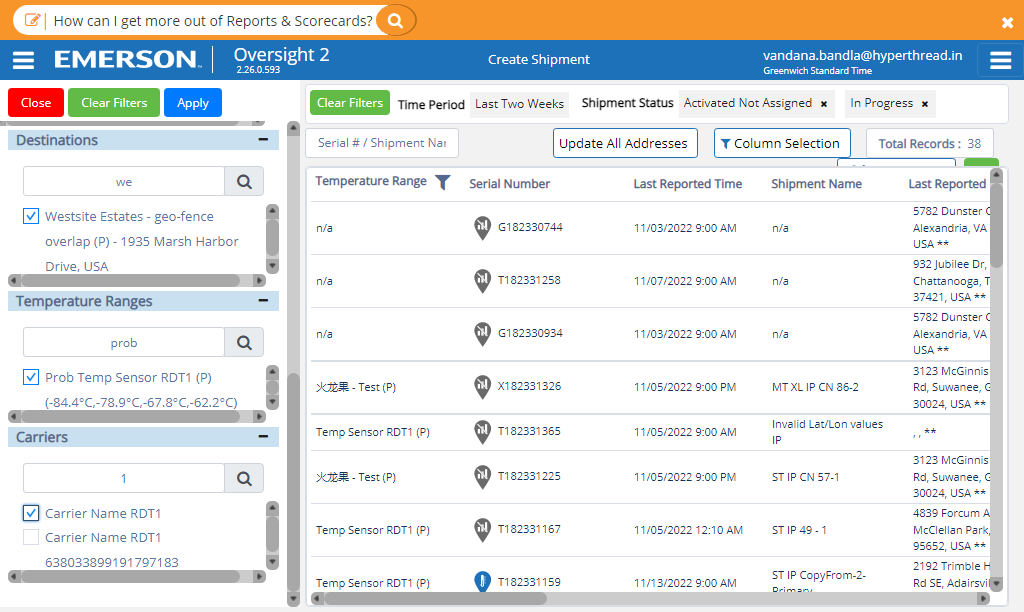 How can I get more out of Reports & Scorecards?
EMERSON
Oversight 2
2.26.0.593
Create Shipment
vandana.bandla@hyperthread.in
Greenwich Standard Time
Close
Clear Filters
Apply
Destinations
we
Westsite Estates - geo-fence
overlap (P) - 1935 Marsh Harbor
Drive, USA
Temperature Ranges
prob
Prob Temp Sensor RDT1 (P)
(-84.4°C,-78.9°C,-67.8°C,-62.2°C)
Carriers
1
Carrier Name RDT1
Carrier Name RDT1
638033899191797183
Clear Filters
Time Period
Last Two Weeks
Shipment Status
Activated Not Assigned ×
In Progress ×
Serial # / Shipment Nar
Update All Addresses
Column Selection
Total Records : 38
Temperature Range
Serial Number
Last Reported Time
Shipment Name
Last Reported
n/a
G182330744
11/03/2022 9:00 AM
n/a
5782 Dunster C
Alexandria, VA
USA **
n/a
T182331258
11/07/2022 9:00 AM
n/a
932 Jubilee Dr,
Chattanooga, T
37421, USA **
n/a
G182330934
11/03/2022 9:00 AM
n/a
5782 Dunster C
Alexandria, VA
USA **
火龙果 - Test (P)
X182331326
11/05/2022 9:00 PM
MT XL IP CN 86-2
3123 McGinnis
Rd, Suwanee, G
30024, USA **
Temp Sensor RDT1 (P)
T182331365
11/05/2022 9:00 AM
Invalid Lat/Lon values
IP
, , **
火龙果 - Test (P)
T182331225
11/05/2022 9:00 PM
ST IP CN 57-1
3123 McGinnis
Rd, Suwanee, G
30024, USA **
Temp Sensor RDT1 (P)
T182331167
11/05/2022 12:10 AM
ST IP 49 - 1
4839 Forcum A
McClellan Park,
95652, USA **
Temp Sensor RDT1 (P)
T182331159
11/13/2022 9:00 AM
ST IP CopyFrom-2-
Primary
2192 Trimble H
Rd SE, Adairsvil